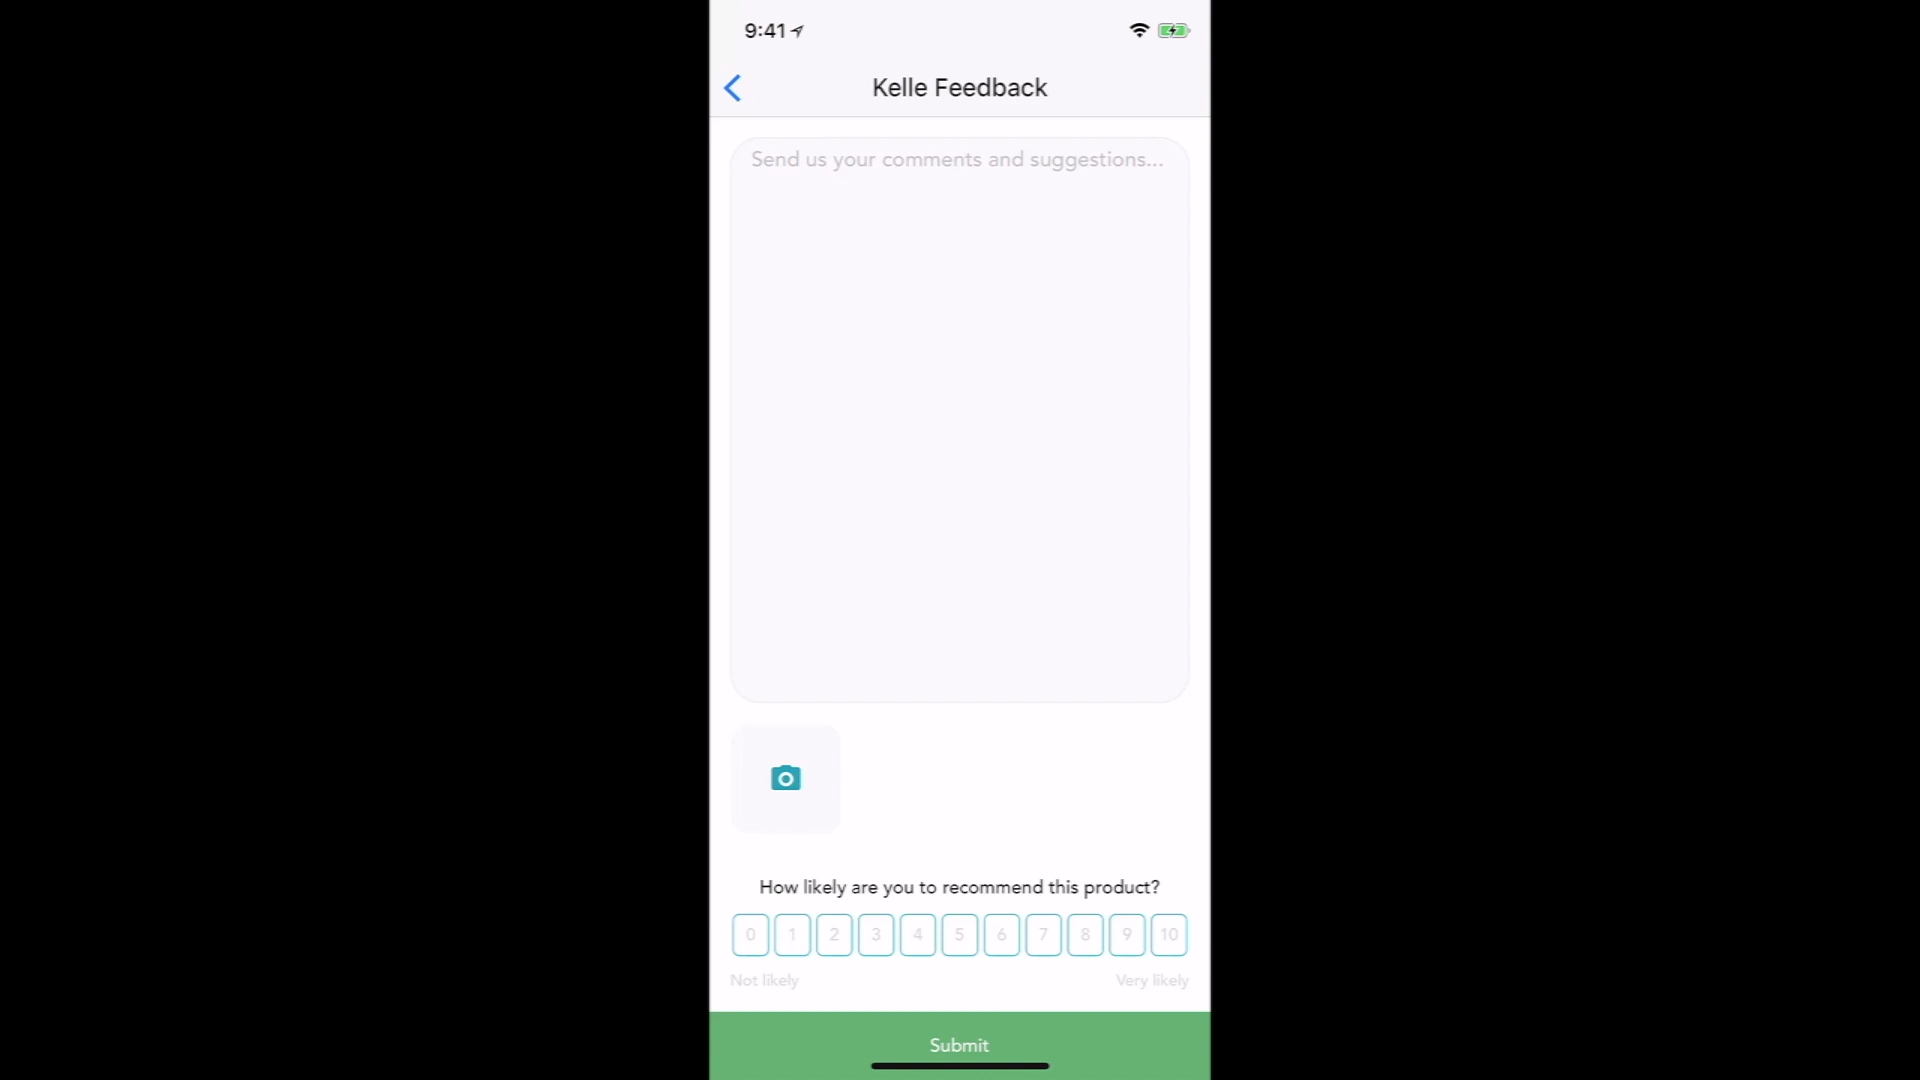 9:41
Kelle Feedback
Send us your comments and suggestions...
How likely are you to recommend this product?
0 1 2 3 4 5 6 7 8 9 10
Not likely Very likely
Submit